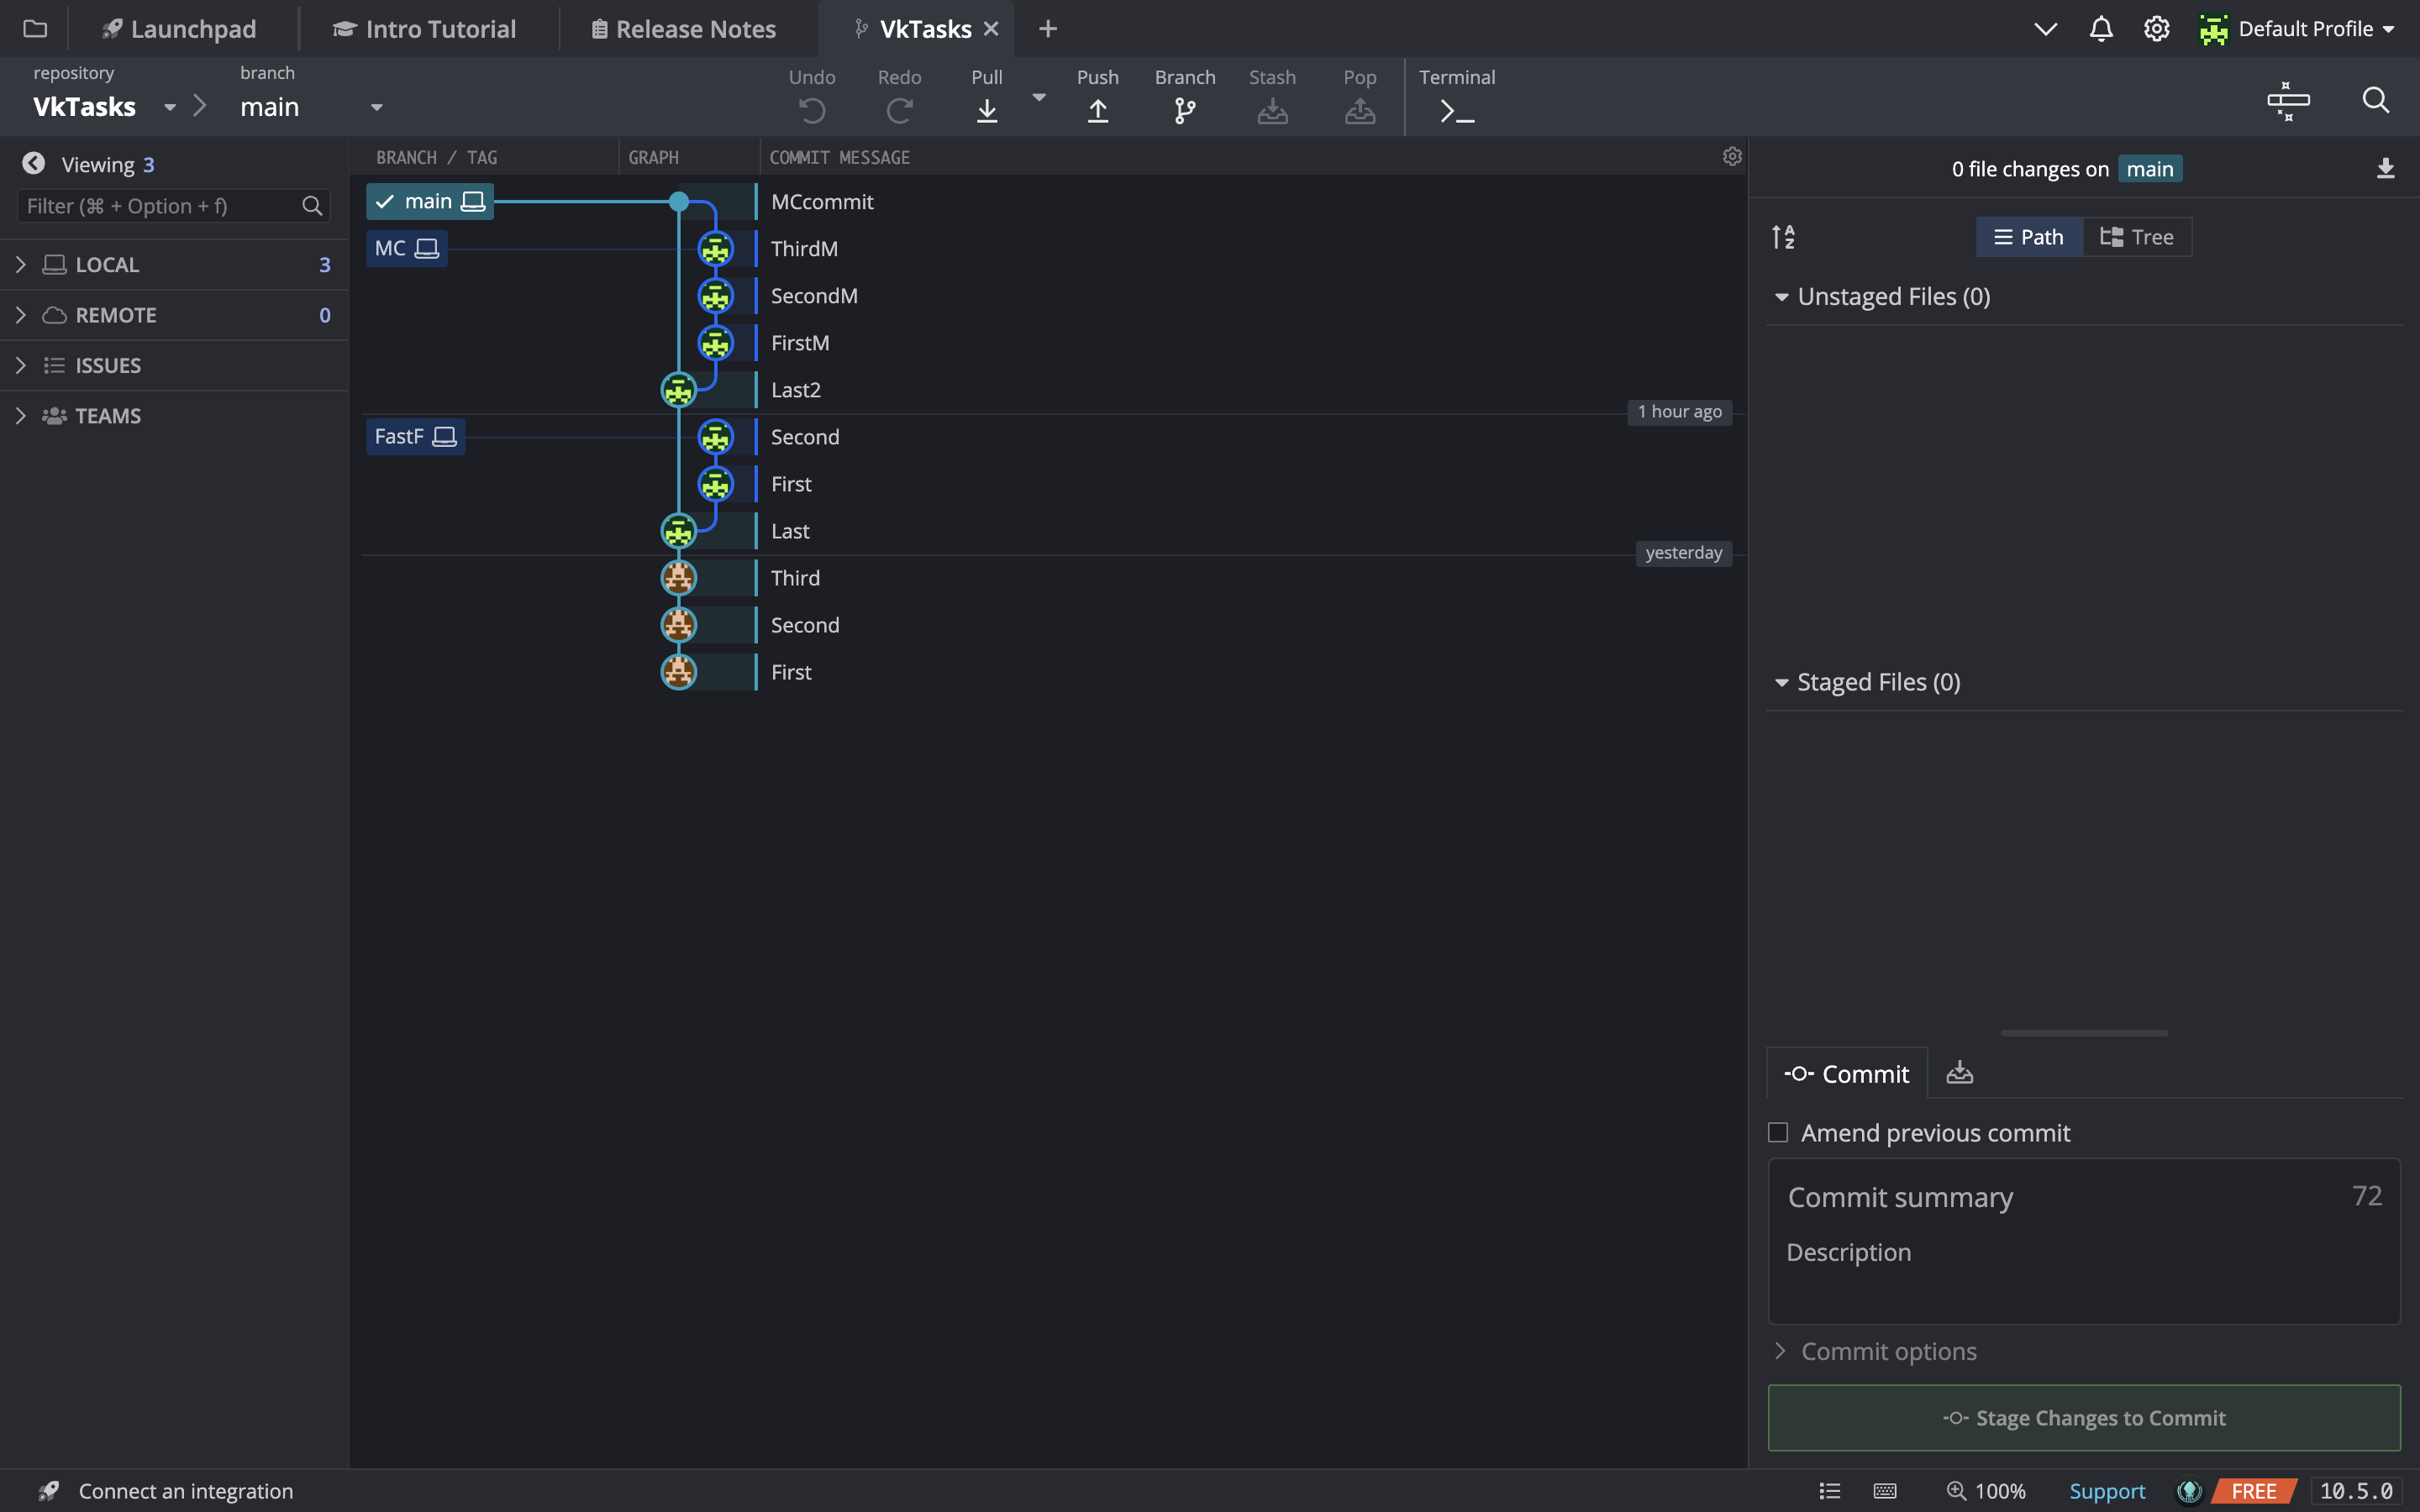 Launchpad
Intro Tutorial
Release Notes
VkTasks
Default Profile
repository
VkTasks
branch
main
Undo
Redo
Pull
Push
Branch
Stash
Pop
Terminal
Viewing 3
Filter (⌘ + Option + f)
LOCAL 3
REMOTE 0
ISSUES
TEAMS
BRANCH / TAG
GRAPH
COMMIT MESSAGE
main
MCcommit
MC
ThirdM
SecondM
FirstM
Last2
1 hour ago
FastF
Second
First
Last
yesterday
Third
Second
First
0 file changes on main
A
Z
Path
Tree
Unstaged Files (0)
Staged Files (0)
Commit
Amend previous commit
Commit summary
72
Description
Commit options
Stage Changes to Commit
Connect an integration
100%
Support
FREE
10.5.0